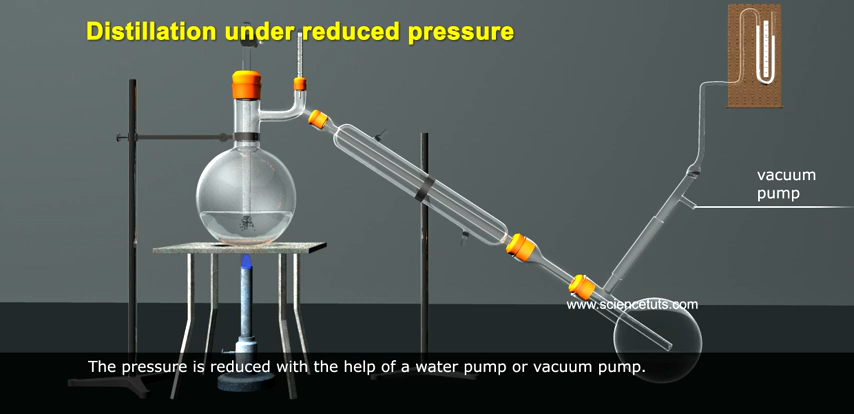 Distillation under reduced pressure
vacuum
pump
www.sciencetuts.com
The pressure is reduced with the help of a water pump or vacuum pump.